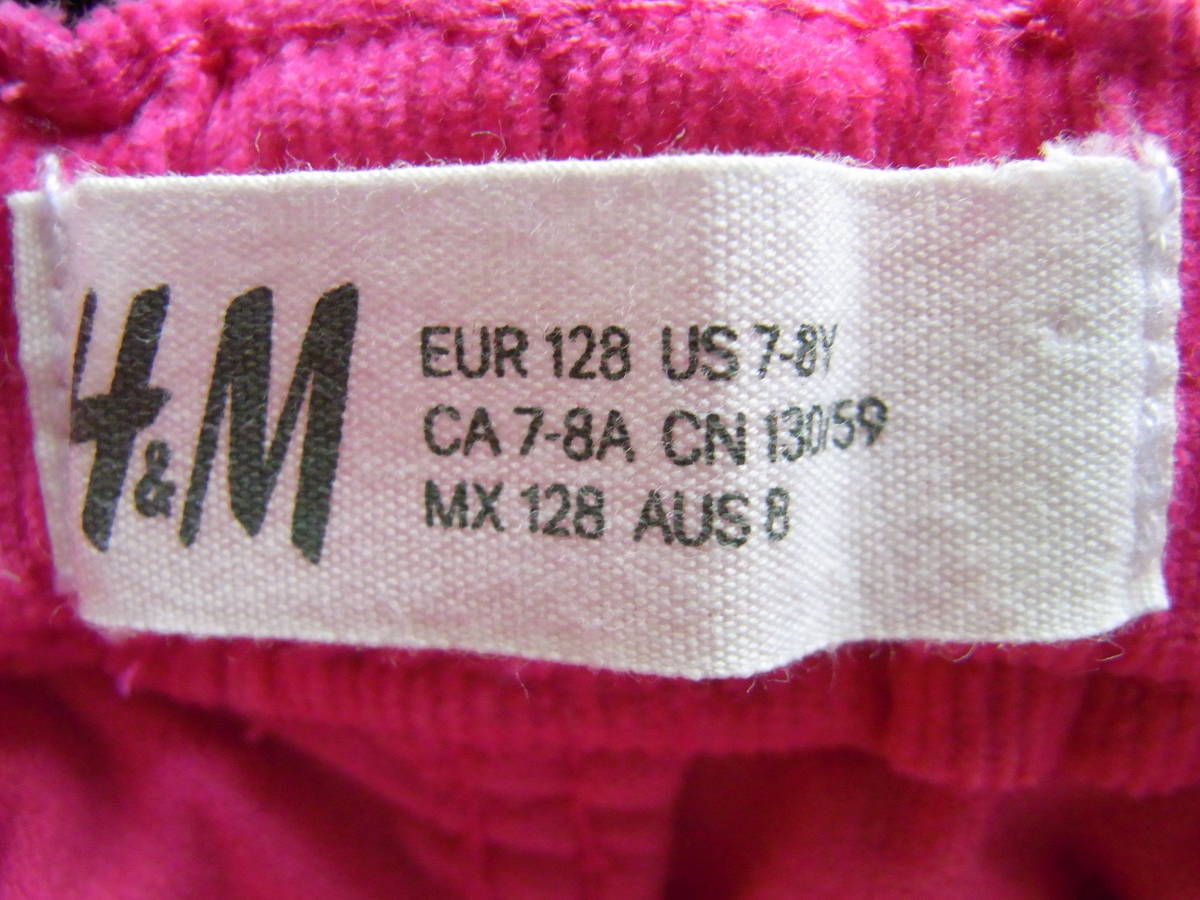 H&M
EUR 128 US 7-8Y
CA 7-8A CN 130/59
MX 128 AUS 8